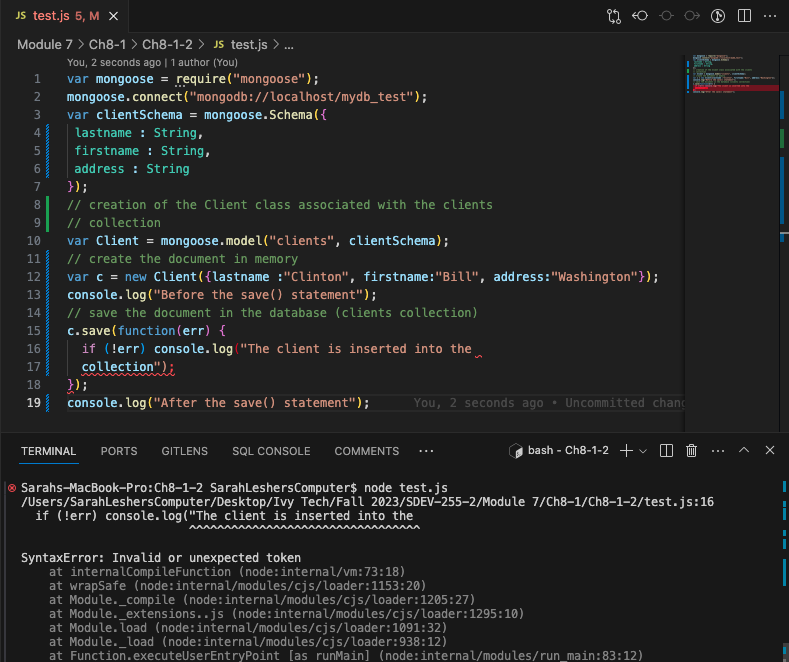 JS test.js 5, M
Module 7 > Ch8-1 > Ch8-1-2 > JS test.js > ...
You, 2 seconds ago | 1 author (You)
1 var mongoose = require("mongoose");
2 mongoose.connect("mongodb://localhost/mydb_test");
3 var clientSchema = mongoose.Schema({
4 lastname : String,
5 firstname : String,
6 address : String
7 });
8 // creation of the Client class associated with the clients
9 // collection
10 var Client = mongoose.model("clients", clientSchema);
11 // create the document in memory
12 var c = new Client({lastname :"Clinton", firstname:"Bill", address:"Washington"});
13 console.log("Before the save() statement");
14 // save the document in the database (clients collection)
15 c.save(function(err) {
16 if (!err) console.log("The client is inserted into the
17 collection");
18 });
19 console.log("After the save() statement"); You, 2 seconds ago • Uncommitted chang
TERMINAL PORTS GITLENS SQL CONSOLE COMMENTS ... bash - Ch8-1-2
Sarahs-MacBook-Pro:Ch8-1-2 SarahLeshersComputer$ node test.js
/Users/SarahLeshersComputer/Desktop/Ivy Tech/Fall 2023/SDEV-255-2/Module 7/Ch8-1/Ch8-1-2/test.js:16
if (!err) console.log("The client is inserted into the
^^^^^^^^^^^^^^^^^^^^^^^^^^^^^^^
SyntaxError: Invalid or unexpected token
at internalCompileFunction (node:internal/vm:73:18)
at wrapSafe (node:internal/modules/cjs/loader:1153:20)
at Module._compile (node:internal/modules/cjs/loader:1205:27)
at Module._extensions..js (node:internal/modules/cjs/loader:1295:10)
at Module.load (node:internal/modules/cjs/loader:1091:32)
at Module._load (node:internal/modules/cjs/loader:938:12)
at Function.executeUserEntryPoint [as runMain] (node:internal/modules/run_main:83:12)